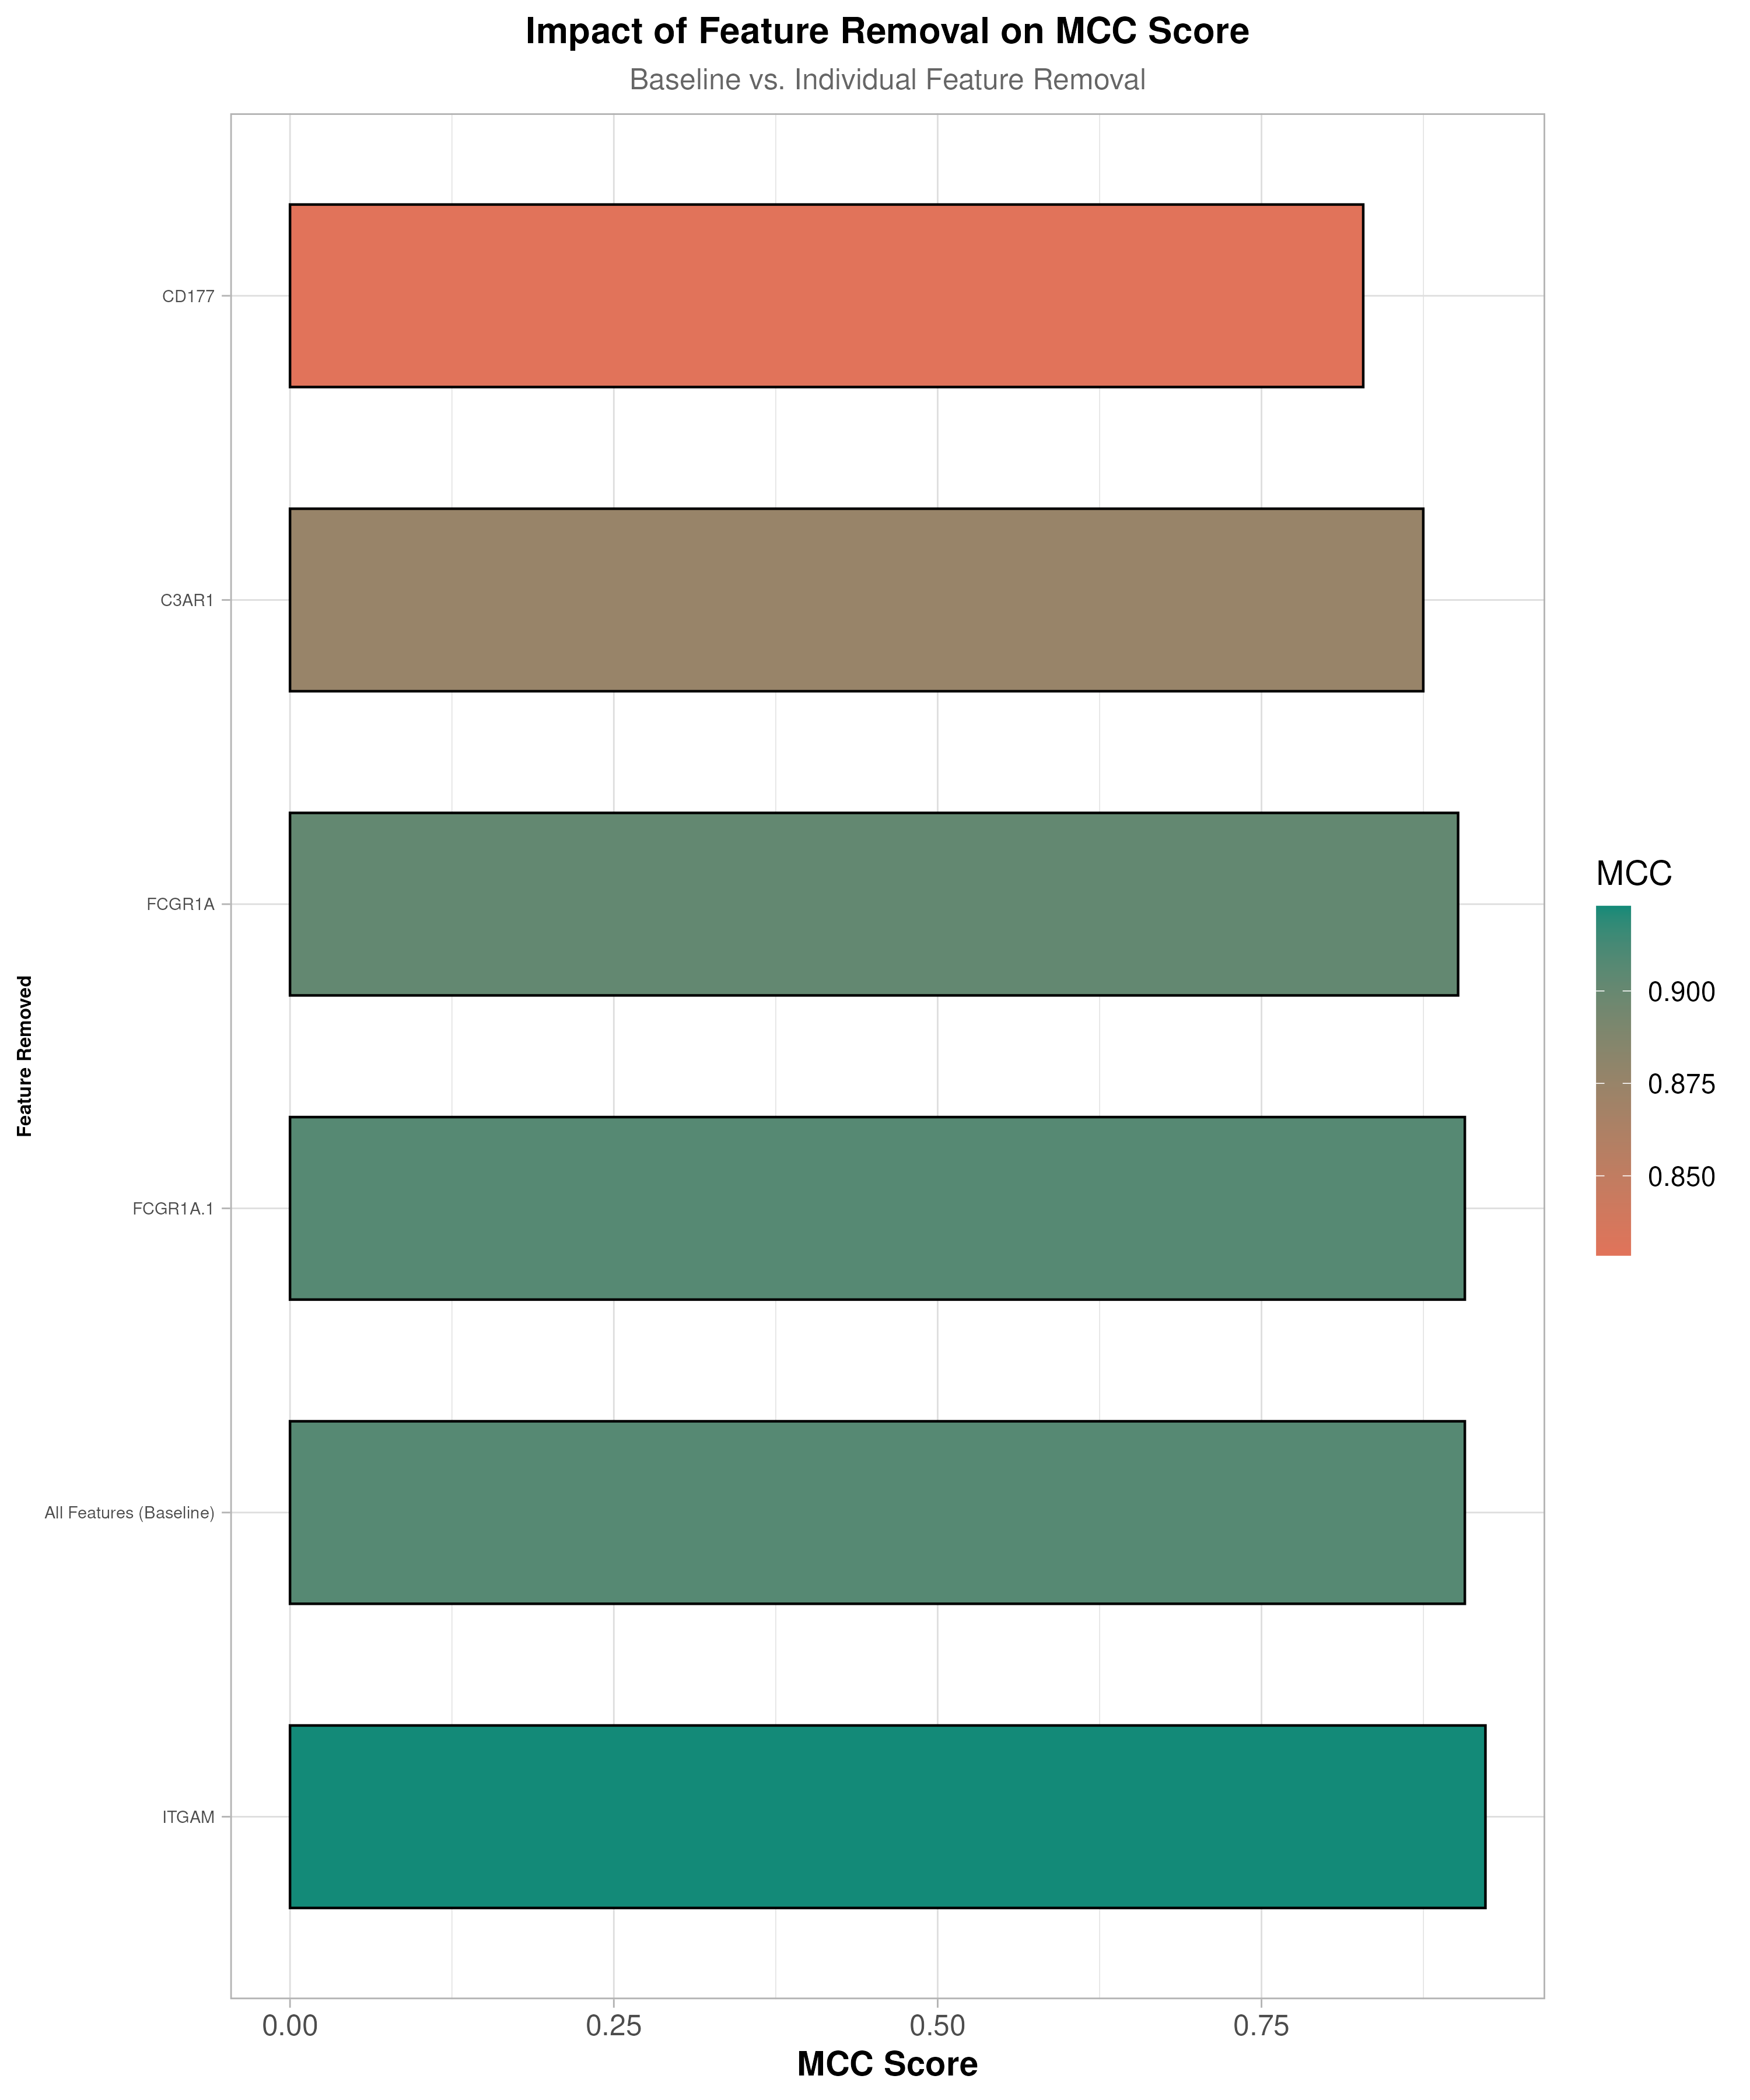 Impact of Feature Removal on MCC Score
Baseline vs. Individual Feature Removal
Feature Removed
CD177
C3AR1
FCGR1A
FCGR1A.1
All Features (Baseline)
ITGAM
0.00
0.25
0.50
0.75
MCC Score
MCC
0.900
0.875
0.850